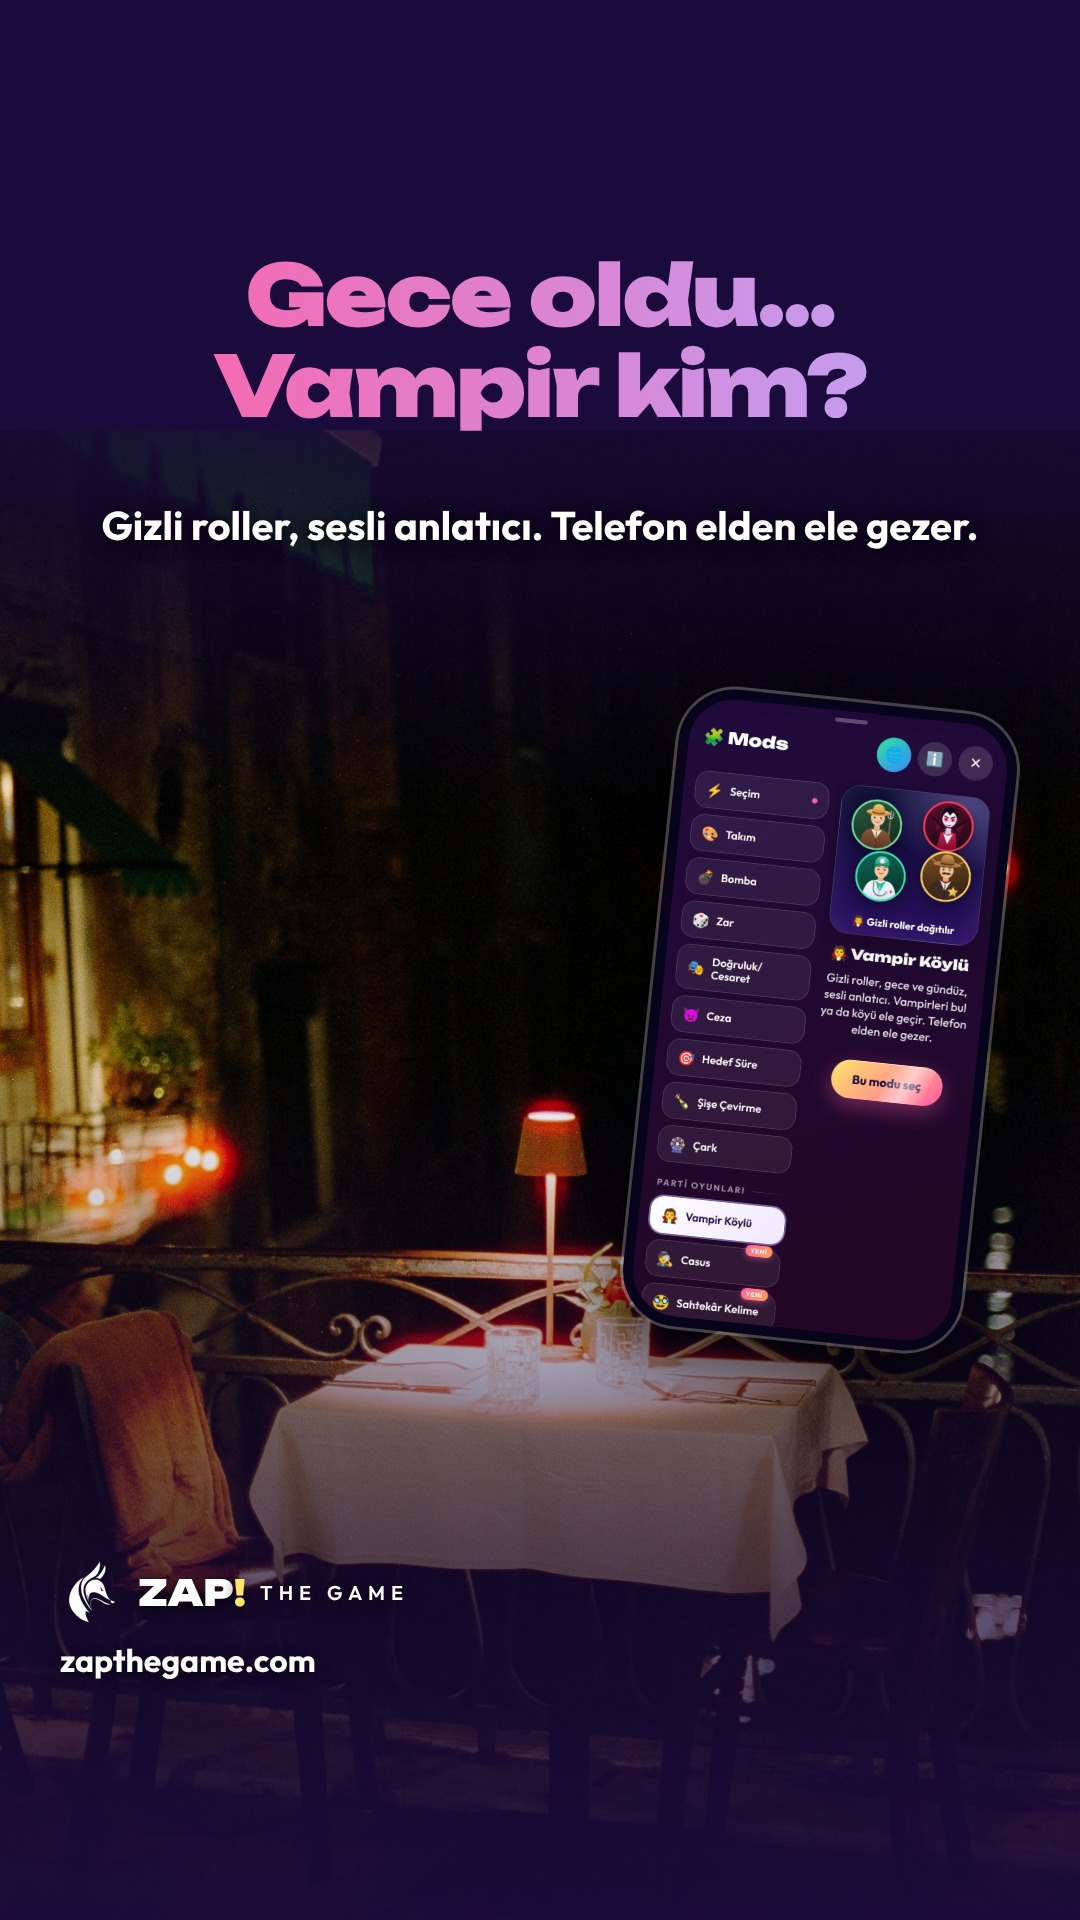 Gece oldu...
Vampir kim?
Gizli roller, sesli anlatıcı. Telefon elden ele gezer.
Mods
Seçim
Takım
Bomba
Zar
Doğruluk/
Cesaret
Ceza
Hedef Süre
Şişe Çevirme
Çark
PARTİ OYUNLARI
Vampir Köylü
YENİ
Casus
YENİ
Sahtekâr Kelime
Gizli roller dağıtılır
Vampir Köylü
Gizli roller, gece ve gündüz,
sesli anlatıcı. Vampirleri bul
ya da köyü ele geçir. Telefon
elden ele gezer.
Bu modu seç
ZAP! THE GAME
zapthegame.com